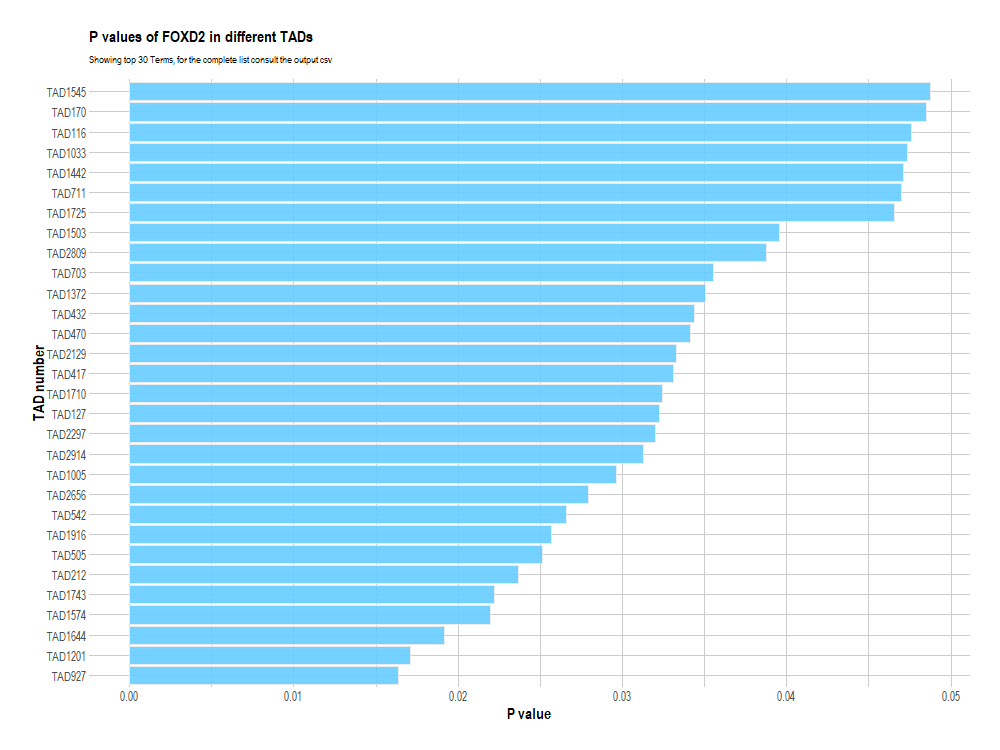 P values of FOXD2 in different TADs
Showing top 30 Terms, for the complete list consult the output csv
TAD number
TAD1545
TAD170
TAD116
TAD1033
TAD1442
TAD711
TAD1725
TAD1503
TAD2809
TAD703
TAD1372
TAD432
TAD470
TAD2129
TAD417
TAD1710
TAD127
TAD2297
TAD2914
TAD1005
TAD2656
TAD542
TAD1916
TAD505
TAD212
TAD1743
TAD1574
TAD1644
TAD1201
TAD927
0.00 0.01 0.02 0.03 0.04 0.05
P value